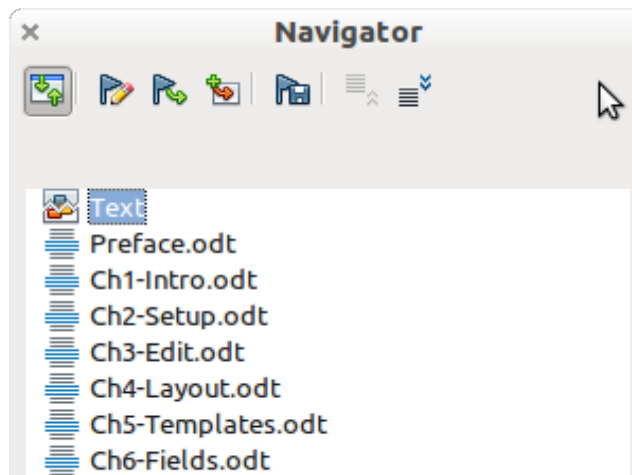 Navigator
Text
Preface.odt
Ch1-Intro.odt
Ch2-Setup.odt
Ch3-Edit.odt
Ch4-Layout.odt
Ch5-Templates.odt
Ch6-Fields.odt